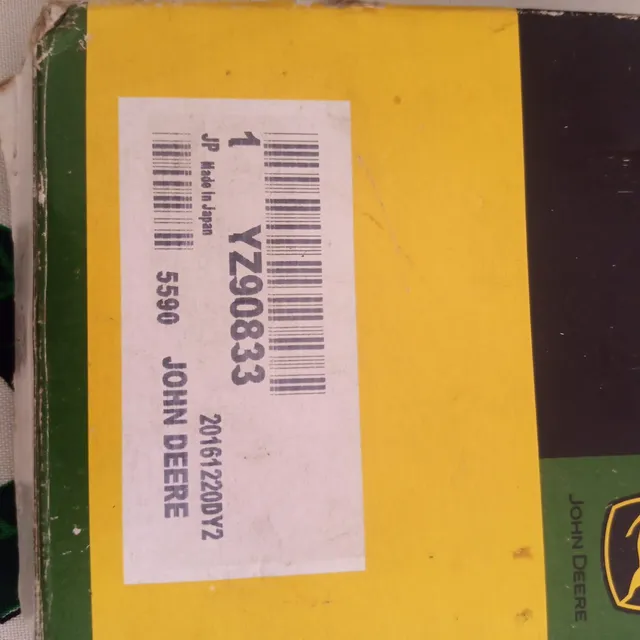 1 YZ90833
JP Made in Japan
20161220DY2
5590 JOHN DEERE
JOHN DEERE